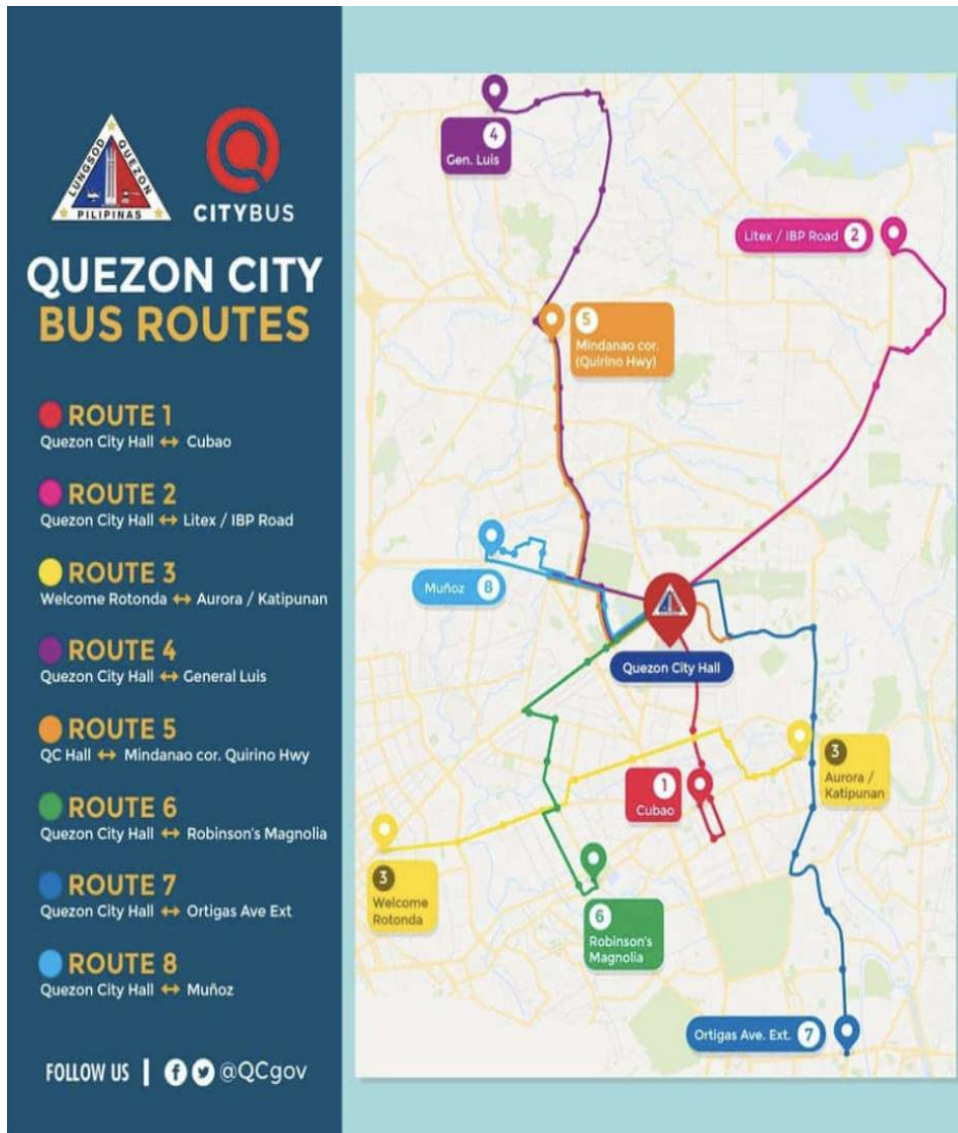 LUNGSOD QUEZON
PILIPINAS
CITYBUS
QUEZON CITY
BUS ROUTES
ROUTE 1
Quezon City Hall ↔ Cubao
ROUTE 2
Quezon City Hall ↔ Litex / IBP Road
ROUTE 3
Welcome Rotonda ↔ Aurora / Katipunan
ROUTE 4
Quezon City Hall ↔ General Luis
ROUTE 5
QC Hall ↔ Mindanao cor. Quirino Hwy
ROUTE 6
Quezon City Hall ↔ Robinson's Magnolia
ROUTE 7
Quezon City Hall ↔ Ortigas Ave Ext
ROUTE 8
Quezon City Hall ↔ Muñoz
FOLLOW US | @QCgov
4
Gen. Luis
Litex / IBP Road 2
5
Mindanao cor.
(Quirino Hwy)
Muñoz 8
Quezon City Hall
3
Aurora /
Katipunan
1
Cubao
3
Welcome
Rotonda
6
Robinson's
Magnolia
Ortigas Ave. Ext. 7